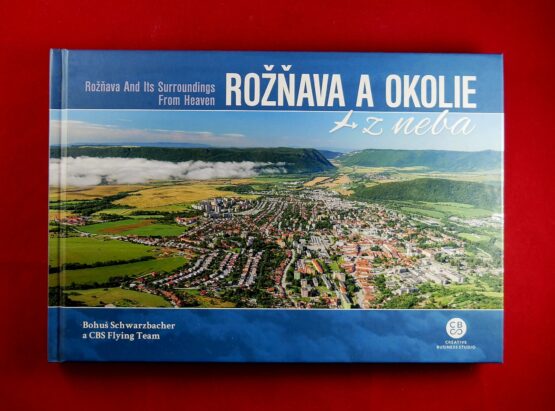 Rožňava And Its Surroundings
From Heaven
ROŽŇAVA A OKOLIE
z neba
Bohuš Schwarzbacher
a CBS Flying Team
CB
CREATIVE
BUSINESS STUDIO